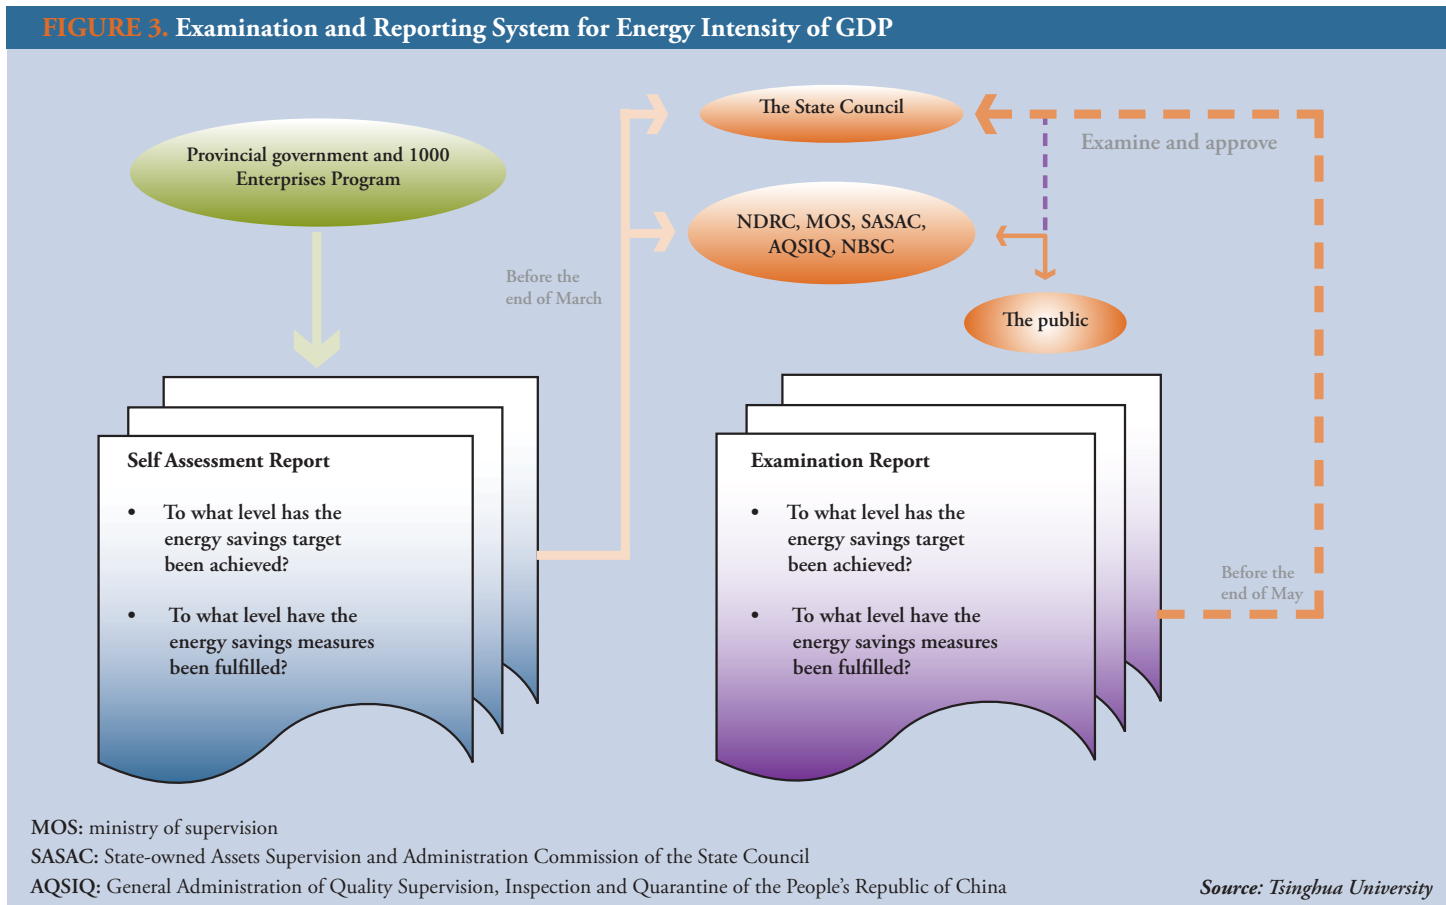 FIGURE 3. Examination and Reporting System for Energy Intensity of GDP
The State Council
Examine and approve
Provincial government and 1000
Enterprises Program
NDRC, MOS, SASAC,
AQSIQ, NBSC
Before the
end of March
The public
Self Assessment Report
• To what level has the
energy savings target
been achieved?
• To what level have the
energy savings measures
been fulfilled?
Examination Report
• To what level has the
energy savings target
been achieved?
• To what level have the
energy savings measures
been fulfilled?
Before the
end of May
MOS: ministry of supervision
SASAC: State-owned Assets Supervision and Administration Commission of the State Council
AQSIQ: General Administration of Quality Supervision, Inspection and Quarantine of the People's Republic of China
Source: Tsinghua University